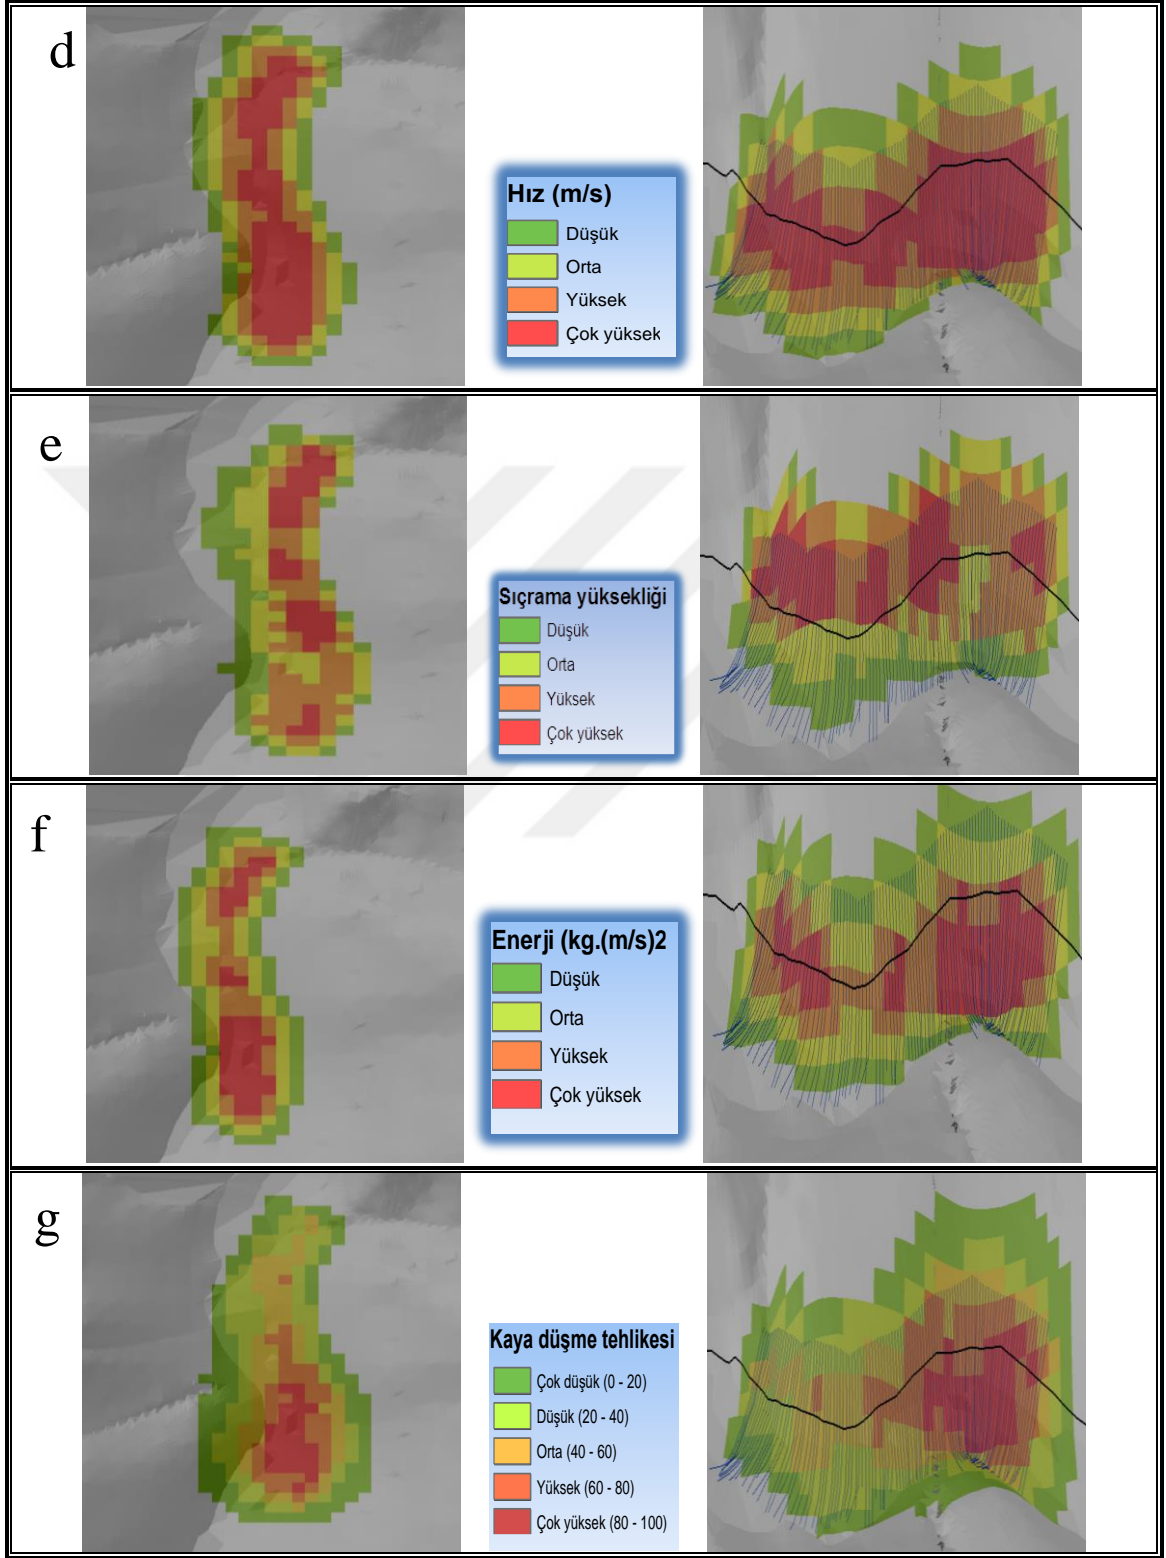 d
Hız (m/s)
Düşük
Orta
Yüksek
Çok yüksek
e
Sıçrama yüksekliği
Düşük
Orta
Yüksek
Çok yüksek
f
Enerji (kg.(m/s)2
Düşük
Orta
Yüksek
Çok yüksek
g
Kaya düşme tehlikesi
Çok düşük (0 - 20)
Düşük (20 - 40)
Orta (40 - 60)
Yüksek (60 - 80)
Çok yüksek (80 - 100)